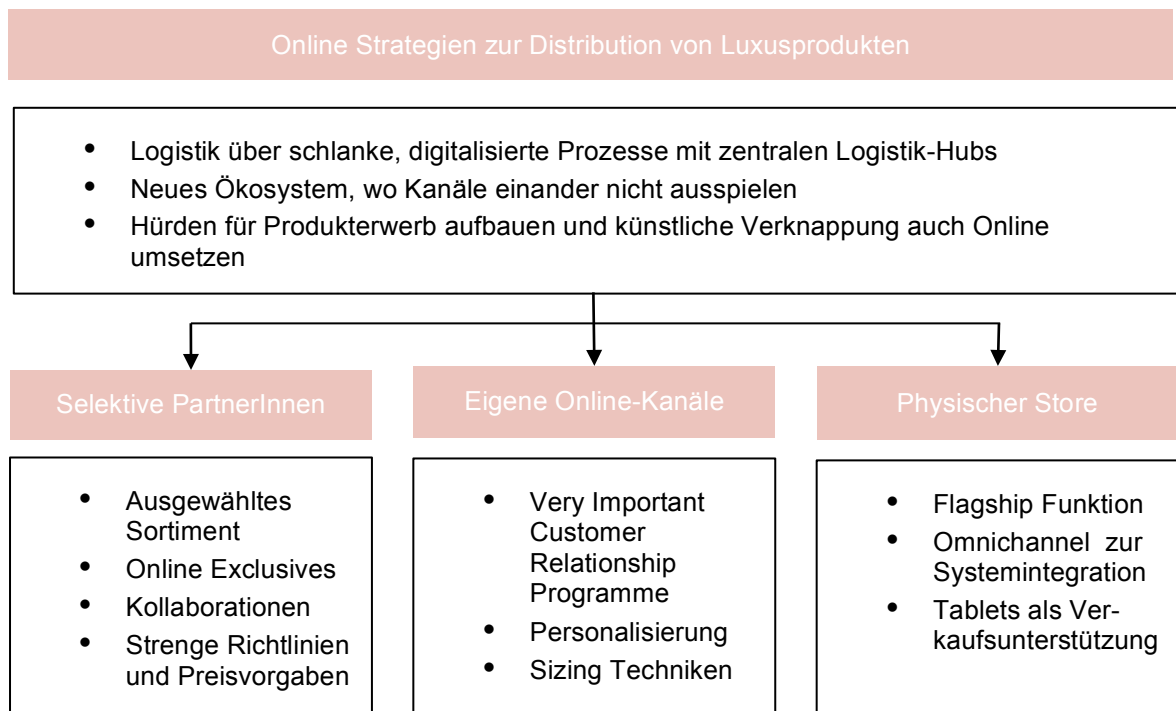 Online Strategien zur Distribution von Luxusprodukten
• Logistik über schlanke, digitalisierte Prozesse mit zentralen Logistik-Hubs
• Neues Ökosystem, wo Kanäle einander nicht ausspielen
• Hürden für Produkterwerb aufbauen und künstliche Verknappung auch Online
umsetzen
Selektive PartnerInnen
• Ausgewähltes
Sortiment
• Online Exclusives
• Kollaborationen
• Strenge Richtlinien
und Preisvorgaben
Eigene Online-Kanäle
• Very Important
Customer
Relationship
Programme
• Personalisierung
• Sizing Techniken
Physischer Store
• Flagship Funktion
• Omnichannel zur
Systemintegration
• Tablets als Ver-
kaufsunterstützung